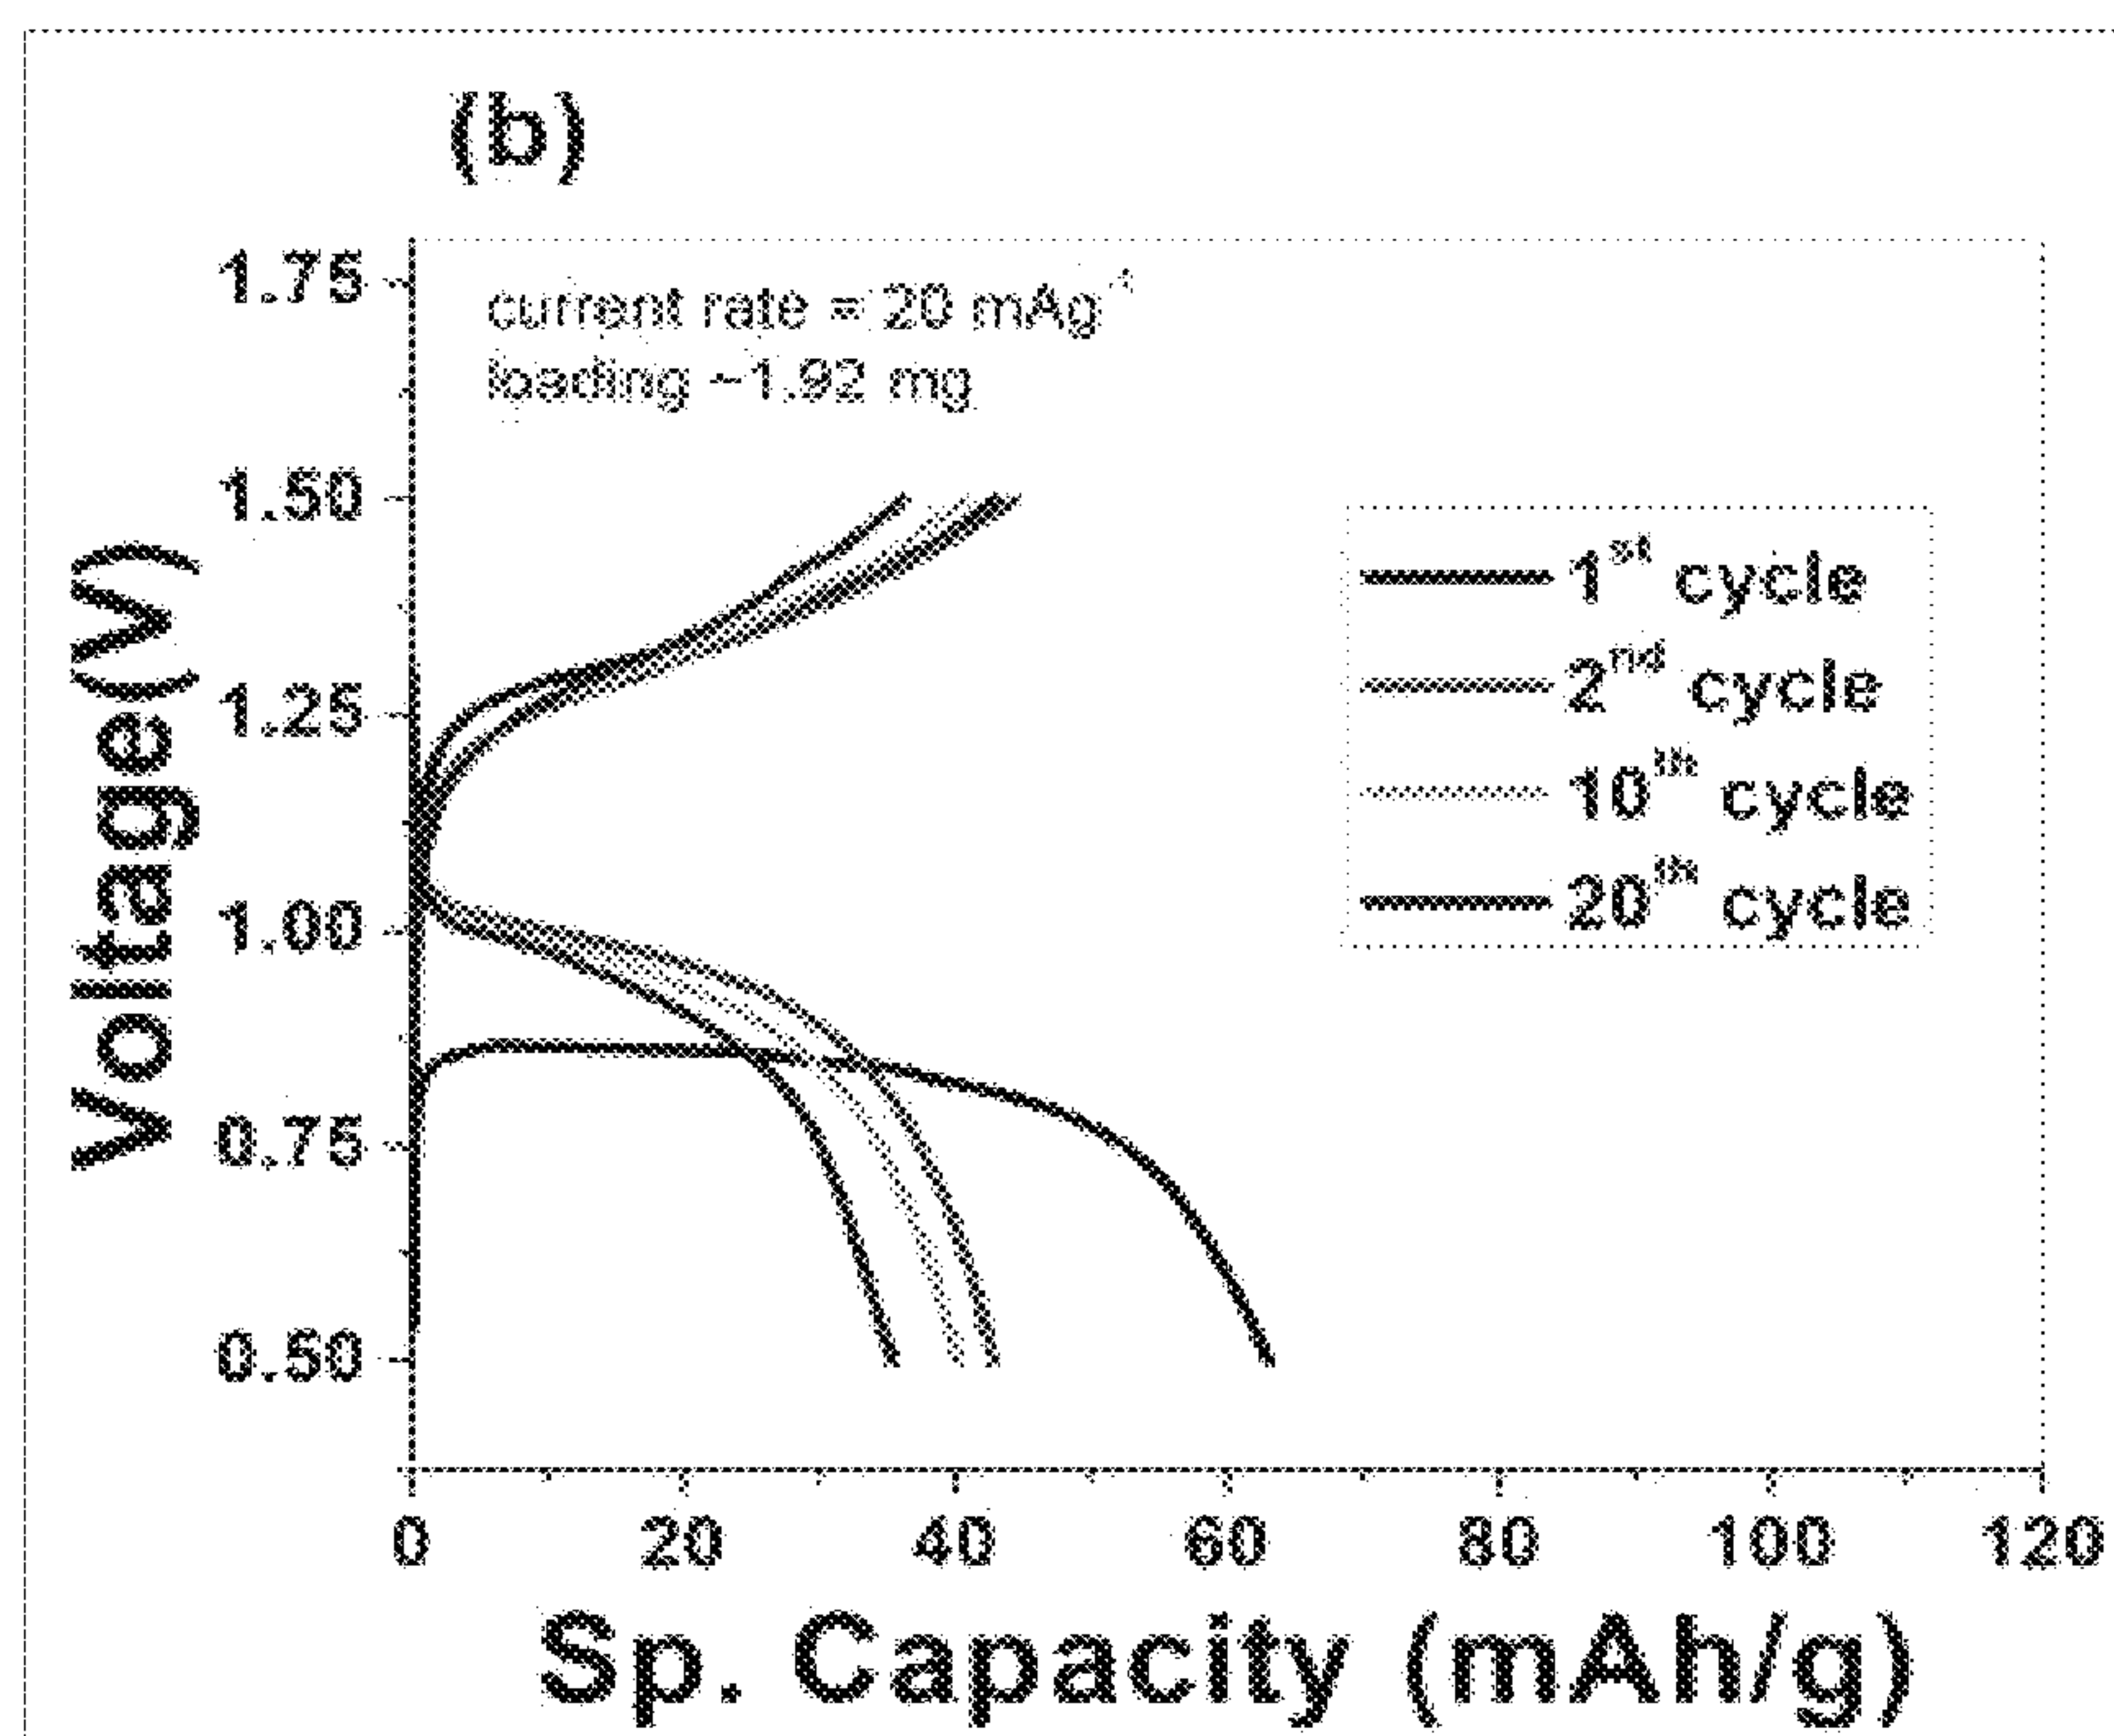 (b)
1.75
current rate = 20 mAg⁻¹
loading ~1.92 mg
1.50
1.25
1.00
0.75
0.50
Voltage(V)
1st cycle
2nd cycle
10th cycle
20th cycle
0 20 40 60 80 100 120
Sp. Capacity (mAh/g)